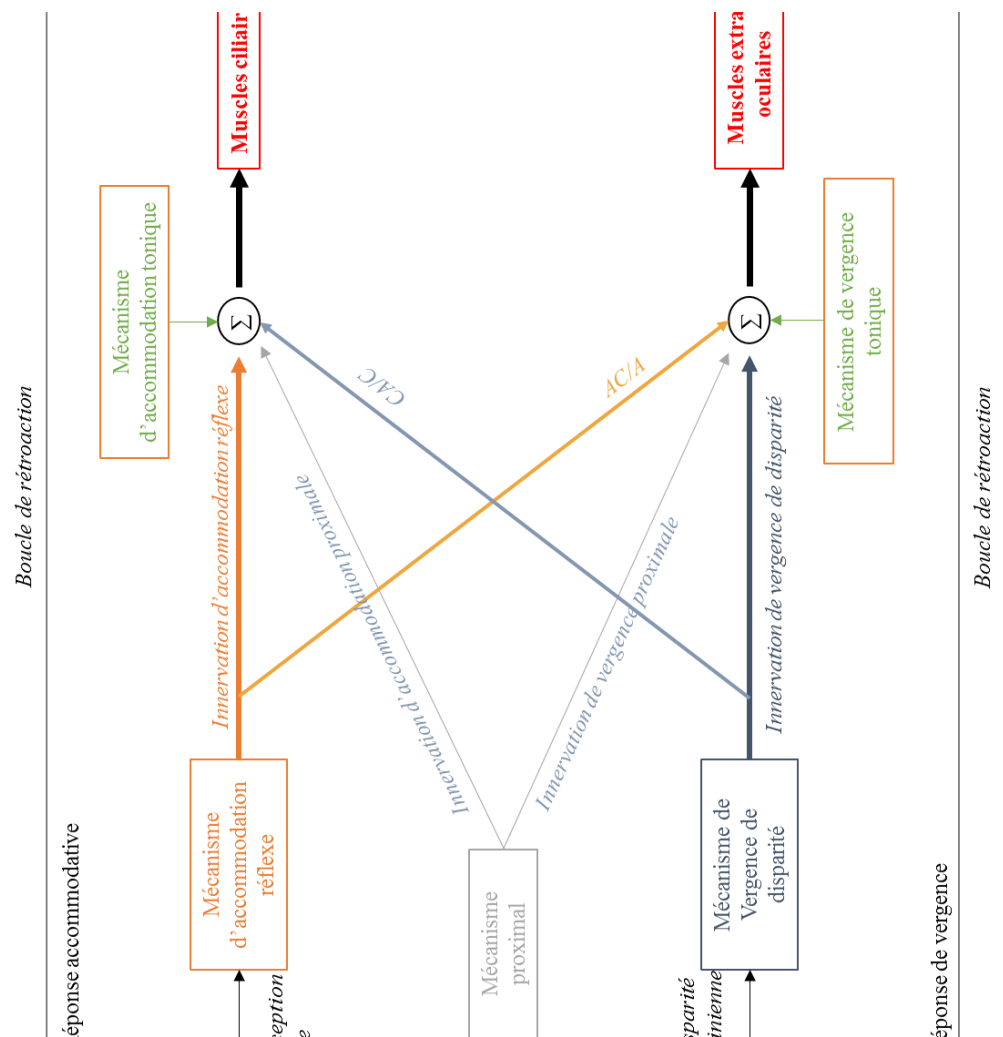 Boucle de rétroaction
éponse accommodative
Mécanisme
d'accommodation tonique
Mécanisme
d'accommodation
réflexe
Innervation d'accommodation réflexe
Σ
Muscles ciliair
ception
e
CA/C
Innervation d'accommodation proximale
Mécanisme
proximal
Innervation de vergence proximale
AC/A
sparité
inienne
Mécanisme de
Vergence de
disparité
Innervation de vergence de disparité
Σ
Muscles extra
oculaires
Mécanisme de vergence
tonique
éponse de vergence
Boucle de rétroaction